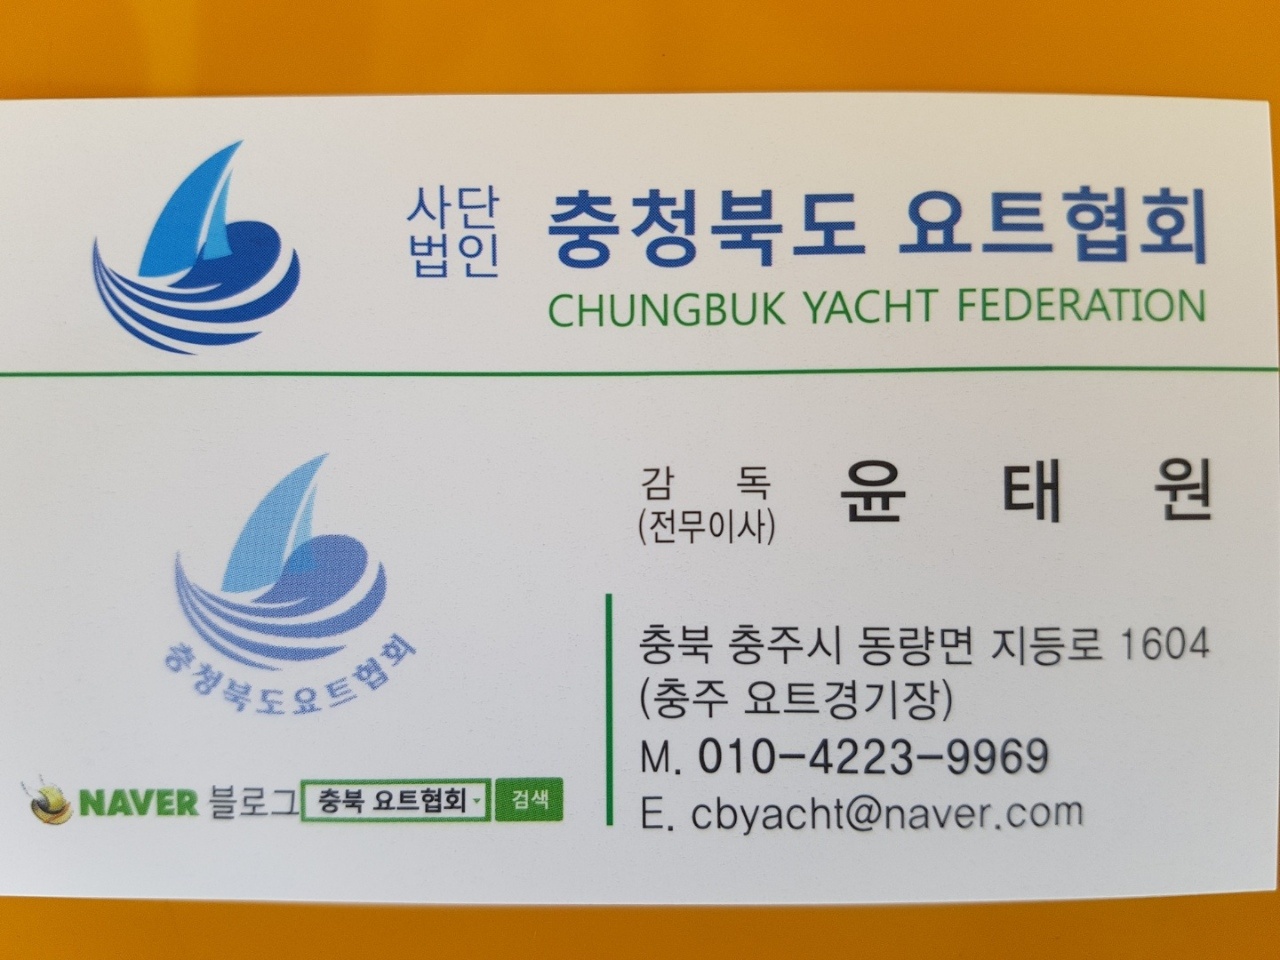 사단
법인
충청북도 요트협회
CHUNGBUK YACHT FEDERATION
감 독
(전무이사)
윤 태 원
충청북도요트협회
충북 충주시 동량면 지등로 1604
(충주 요트경기장)
M. 010-4223-9969
E. cbyacht@naver.com
NAVER 블로그 충북 요트협회 검색